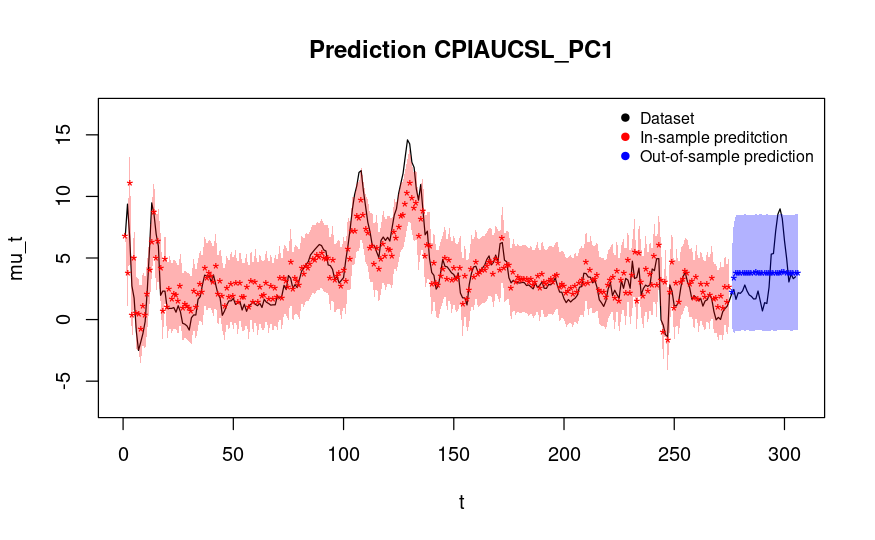 Prediction CPIAUCSL_PC1
Dataset
In-sample preditction
Out-of-sample prediction
15
10
5
0
-5
mu_t
0 50 100 150 200 250 300
t